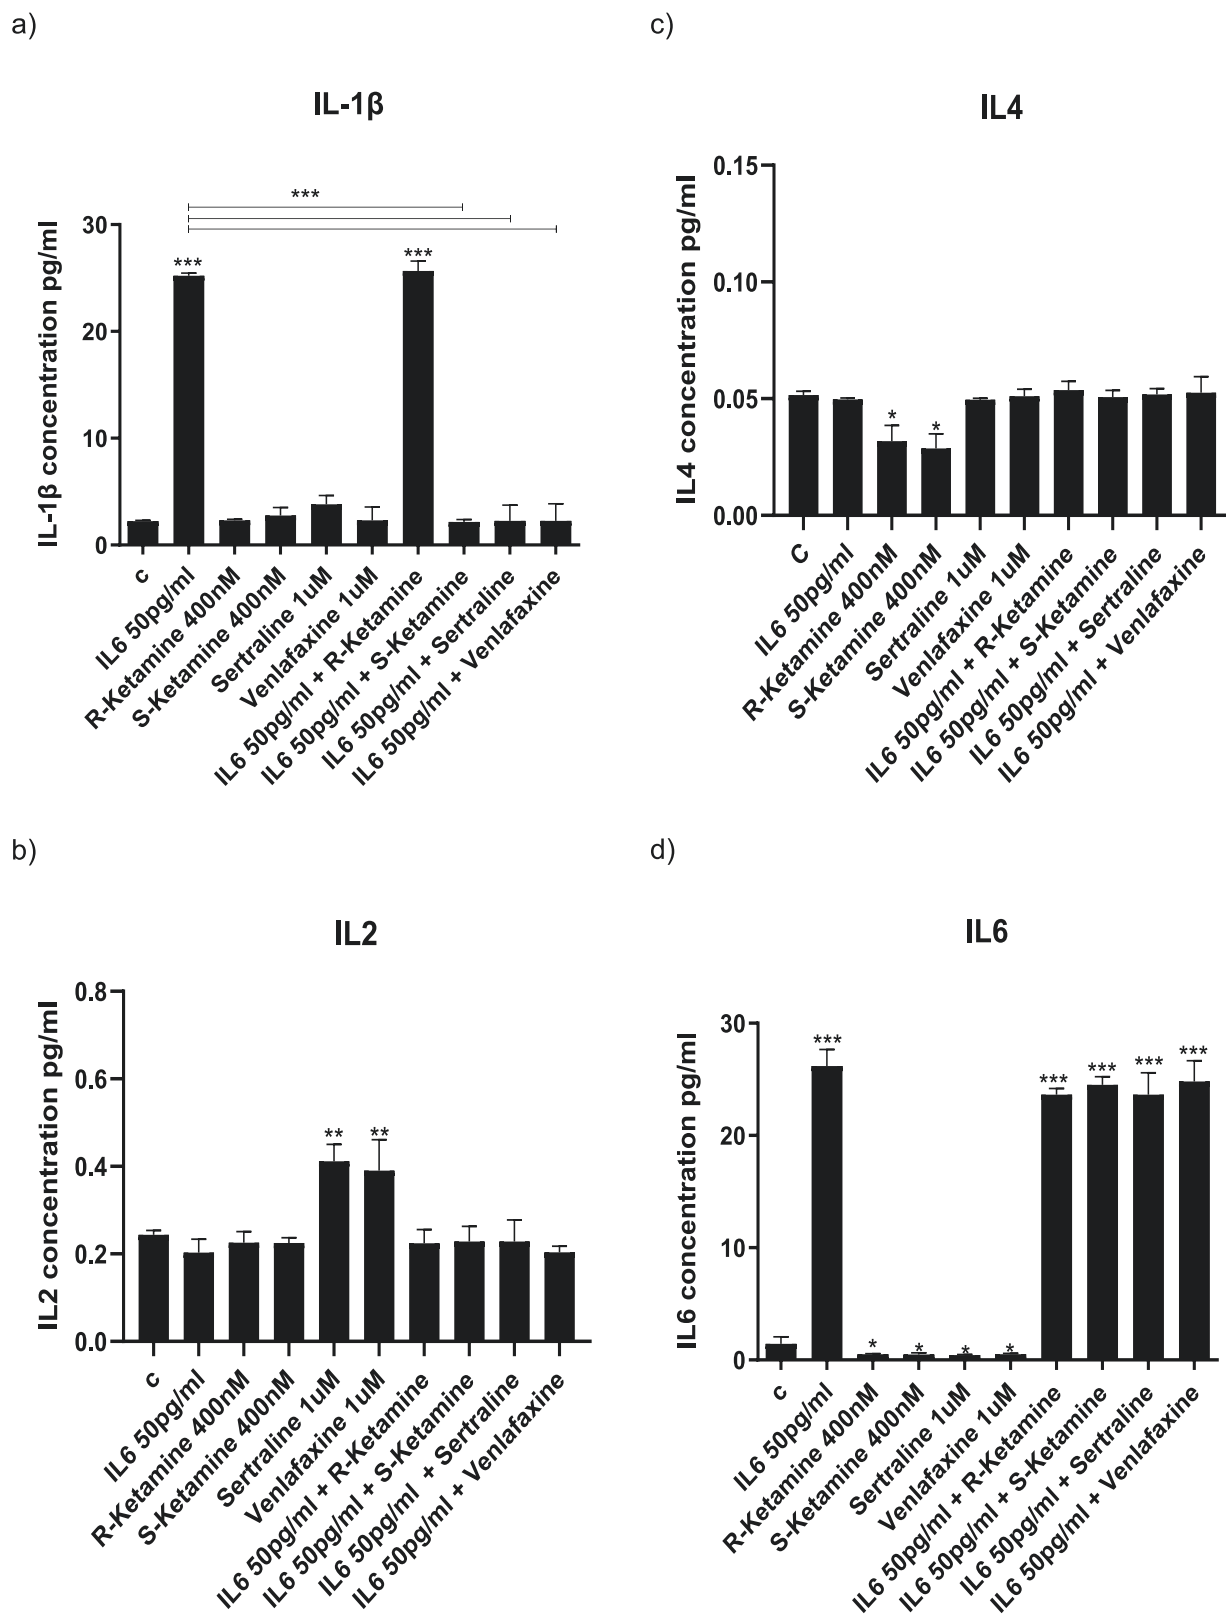 a)
IL-1β
IL-1β concentration pg/ml
***
30
20
10
0
***
***
c
IL6 50pg/ml
R-Ketamine 400nM
S-Ketamine 400nM
Sertraline 1uM
Venlafaxine 1uM
IL6 50pg/ml + R-Ketamine
IL6 50pg/ml + S-Ketamine
IL6 50pg/ml + Sertraline
IL6 50pg/ml + Venlafaxine
c)
IL4
IL4 concentration pg/ml
0.15
0.10
0.05
0.00
*
*
C
IL6 50pg/ml
R-Ketamine 400nM
S-Ketamine 400nM
Sertraline 1uM
Venlafaxine 1uM
IL6 50pg/ml + R-Ketamine
IL6 50pg/ml + S-Ketamine
IL6 50pg/ml + Sertraline
IL6 50pg/ml + Venlafaxine
b)
IL2
IL2 concentration pg/ml
0.8
0.6
0.4
0.2
0.0
**
**
c
IL6 50pg/ml
R-Ketamine 400nM
S-Ketamine 400nM
Sertraline 1uM
Venlafaxine 1uM
IL6 50pg/ml + R-Ketamine
IL6 50pg/ml + S-Ketamine
IL6 50pg/ml + Sertraline
IL6 50pg/ml + Venlafaxine
d)
IL6
IL6 concentration pg/ml
30
20
10
0
***
*
*
*
*
***
***
***
***
c
IL6 50pg/ml
R-Ketamine 400nM
S-Ketamine 400nM
Sertraline 1uM
Venlafaxine 1uM
IL6 50pg/ml + R-Ketamine
IL6 50pg/ml + S-Ketamine
IL6 50pg/ml + Sertraline
IL6 50pg/ml + Venlafaxine